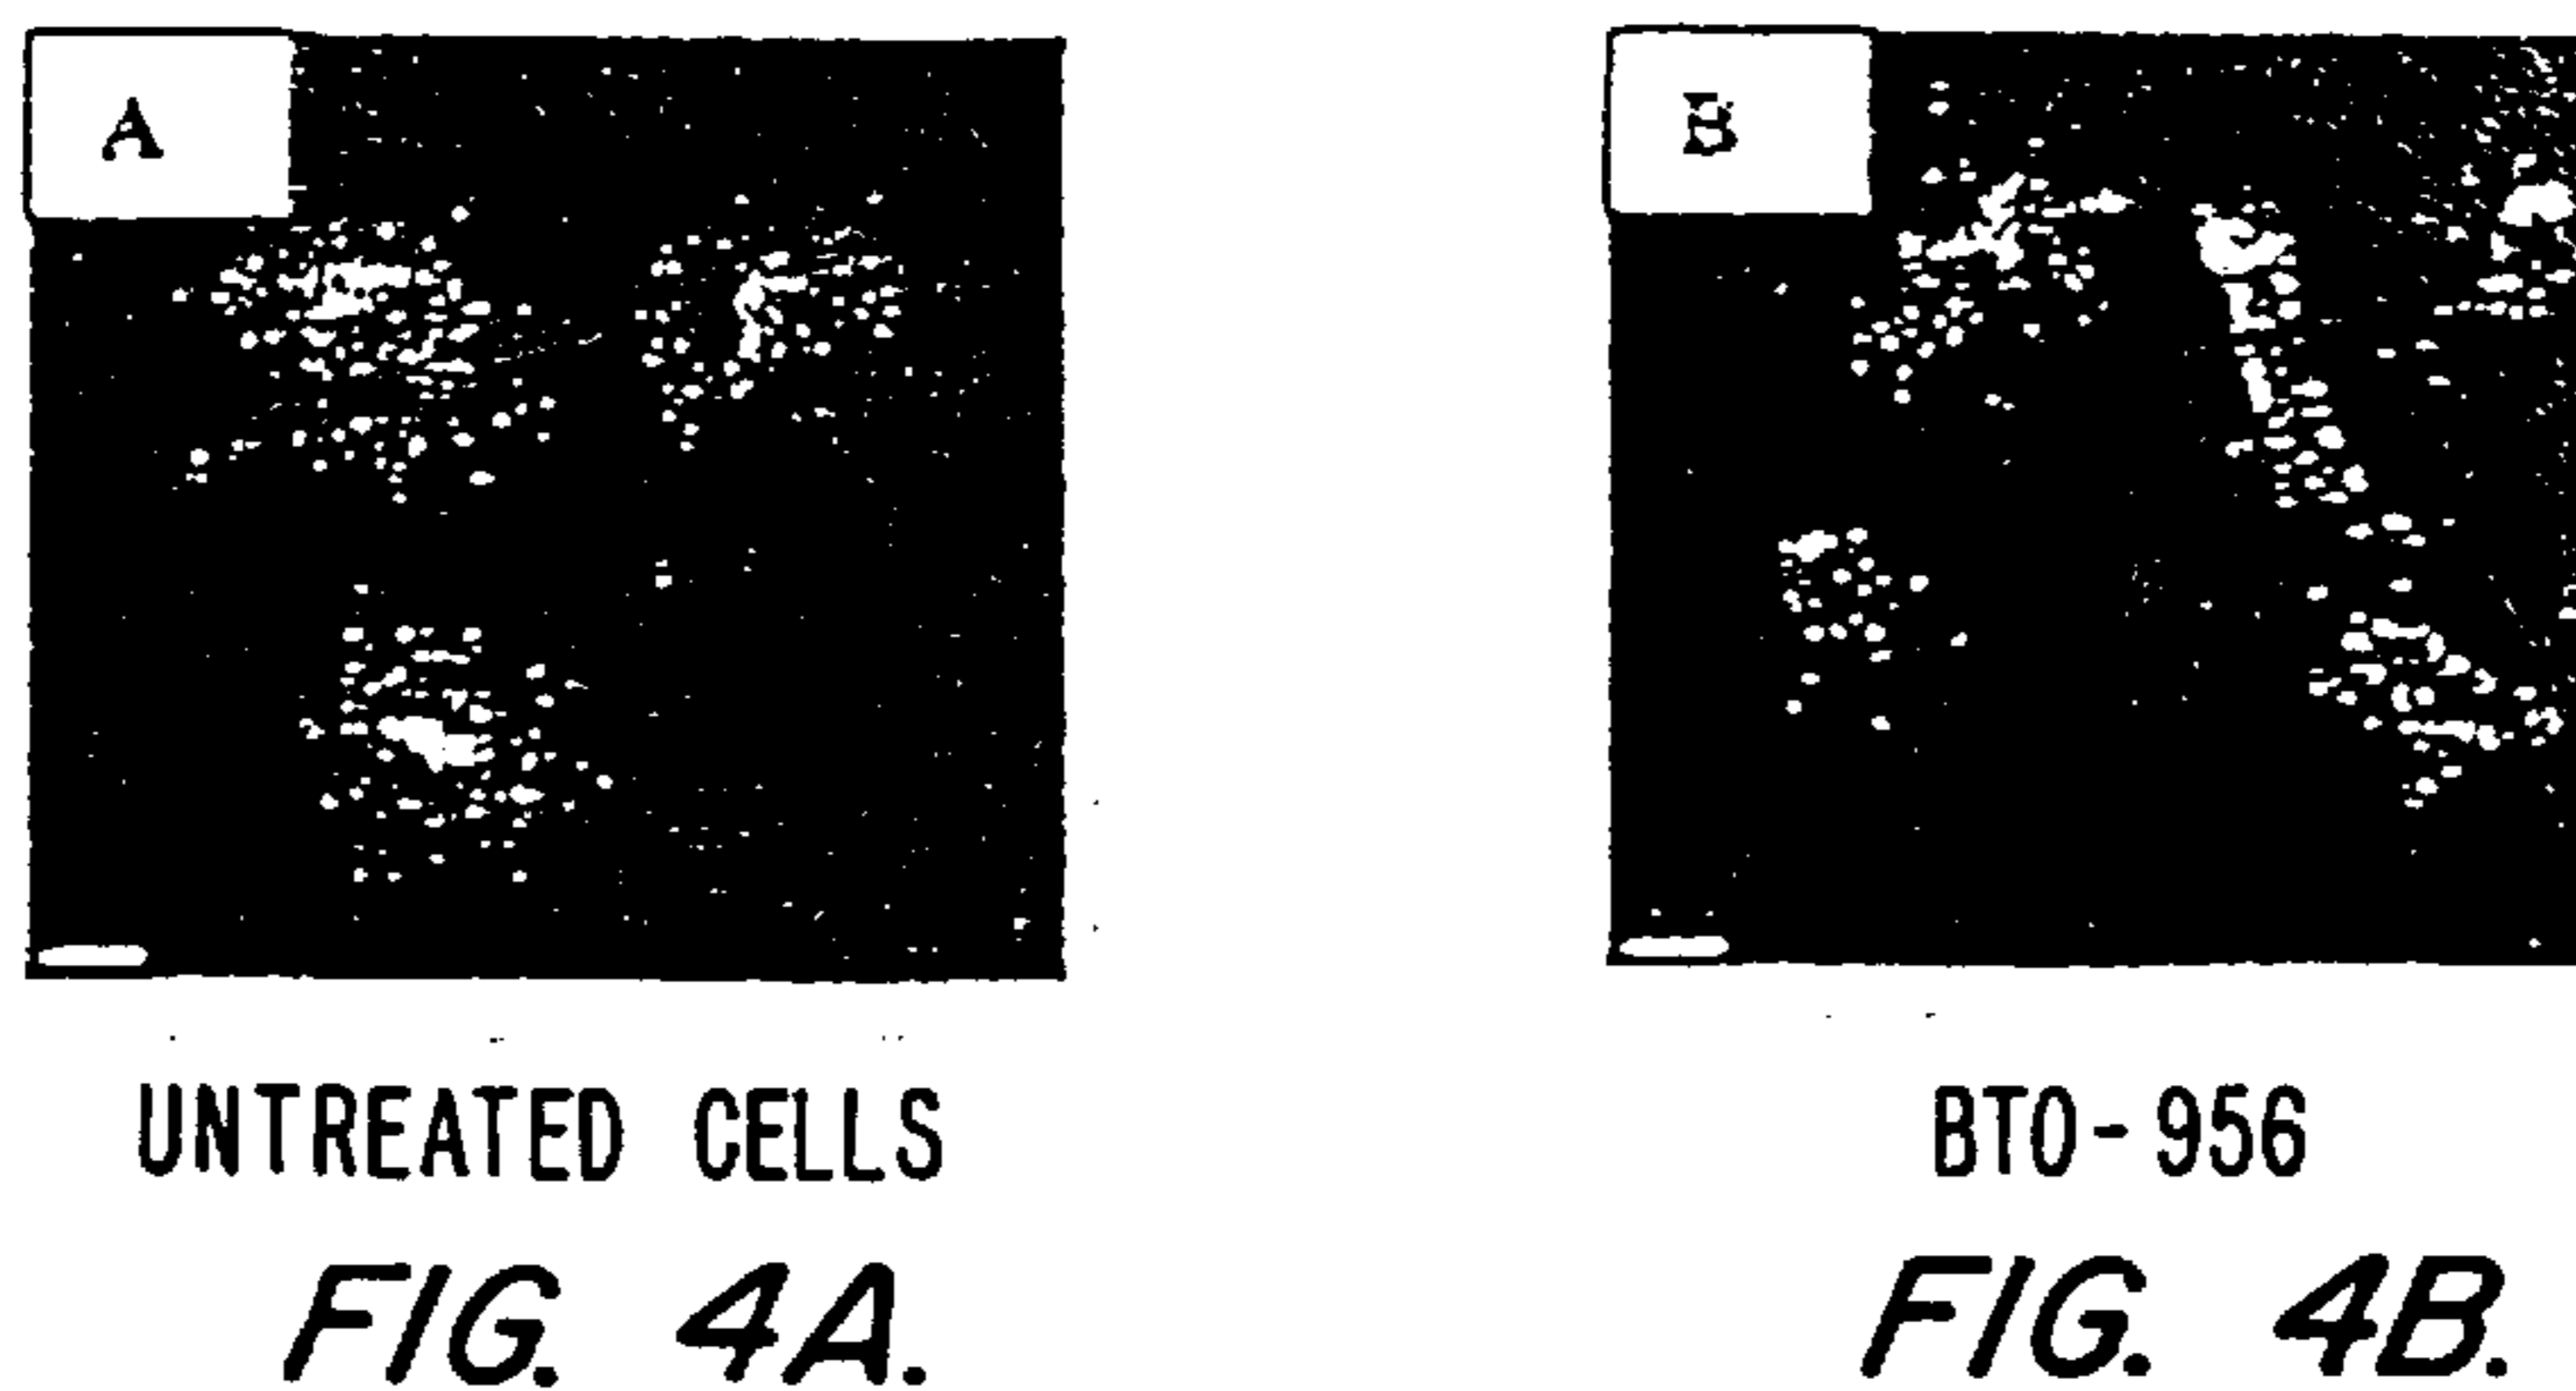 A
B
UNTREATED CELLS
BTO-956
FIG. 4A.
FIG. 4B.